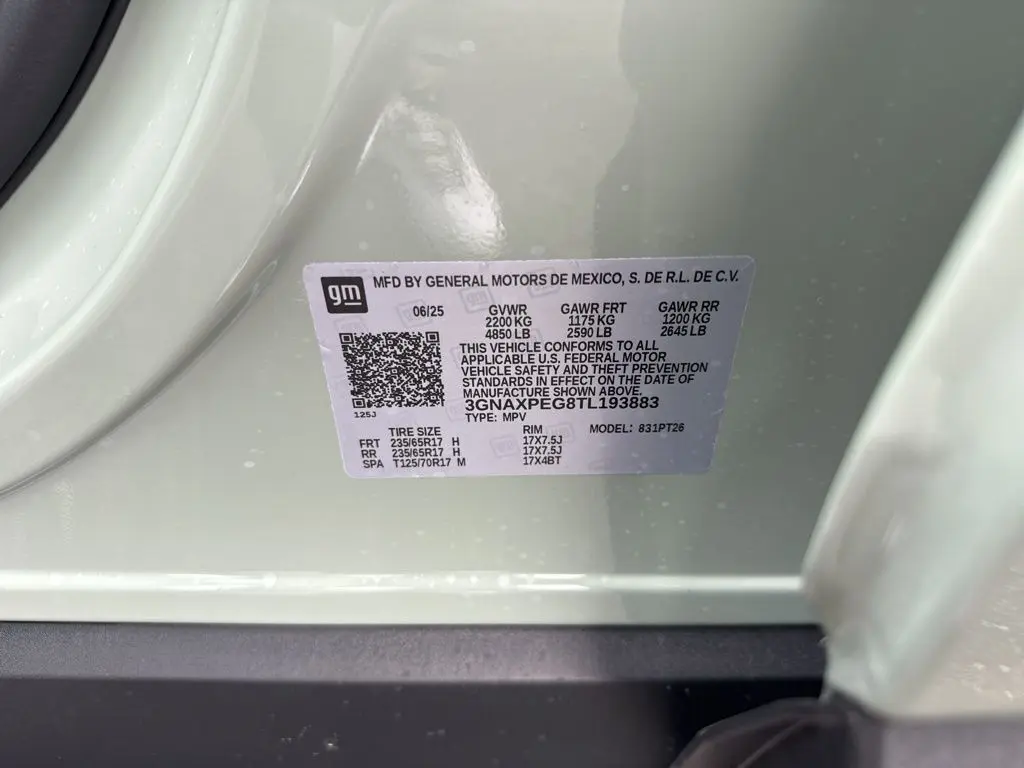 gm
MFD BY GENERAL MOTORS DE MEXICO, S. DE R.L. DE C.V.
06/25 GVWR GAWR FRT GAWR RR
2200 KG 1175 KG 1200 KG
4850 LB 2590 LB 2645 LB
THIS VEHICLE CONFORMS TO ALL
APPLICABLE U.S. FEDERAL MOTOR
VEHICLE SAFETY AND THEFT PREVENTION
STANDARDS IN EFFECT ON THE DATE OF
MANUFACTURE SHOWN ABOVE.
3GNAXPEG8TL193883
125J
TYPE: MPV
TIRE SIZE RIM MODEL: 831PT26
FRT 235/65R17 H 17X7.5J
RR 235/65R17 H 17X7.5J
SPA T125/70R17 M 17X4BT